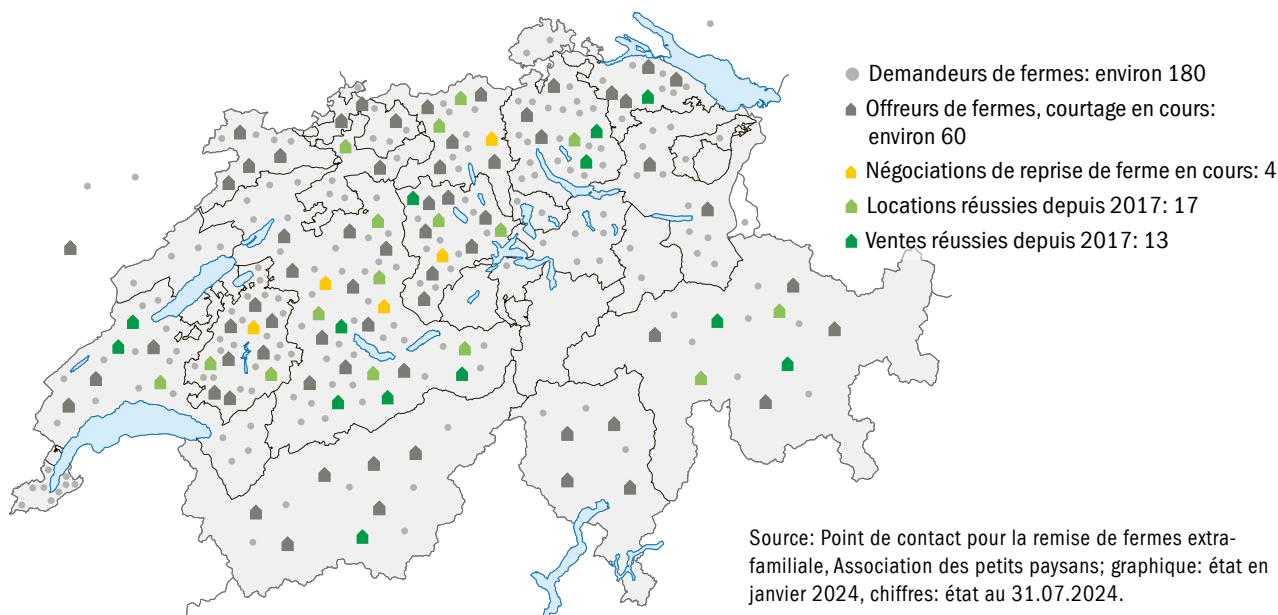 Demandeurs de fermes: environ 180
Offreurs de fermes, courtage en cours:
environ 60
Négociations de reprise de ferme en cours: 4
Locations réussies depuis 2017: 17
Ventes réussies depuis 2017: 13
Source: Point de contact pour la remise de fermes extra-
familiale, Association des petits paysans; graphique: état en
janvier 2024, chiffres: état au 31.07.2024.